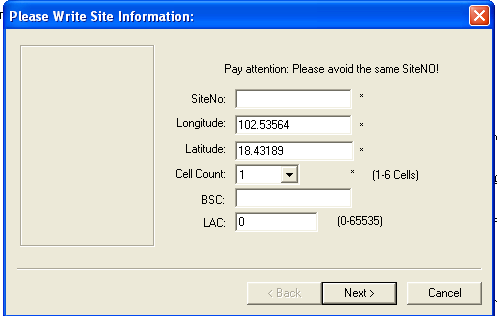 Please Write Site Information:
Pay attention: Please avoid the same SiteNO!
SiteNo: *
Longitude: 102.53564 *
Latitude: 18.43189 *
Cell Count: 1 * (1-6 Cells)
BSC:
LAC: 0 (0-65535)
< Back Next > Cancel